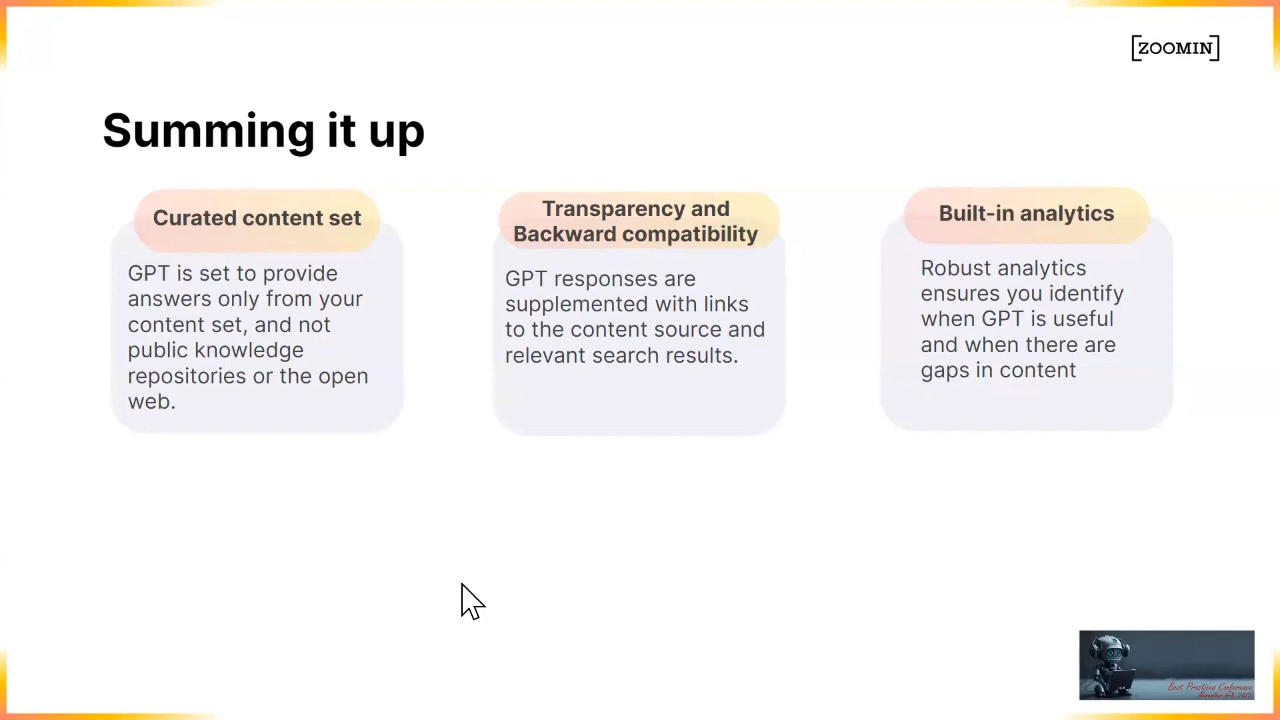 [ZOOMIN]
Summing it up
Curated content set
GPT is set to provide
answers only from your
content set, and not
public knowledge
repositories or the open
web.
Transparency and
Backward compatibility
GPT responses are
supplemented with links
to the content source and
relevant search results.
Built-in analytics
Robust analytics
ensures you identify
when GPT is useful
and when there are
gaps in content
Best Practices Conference